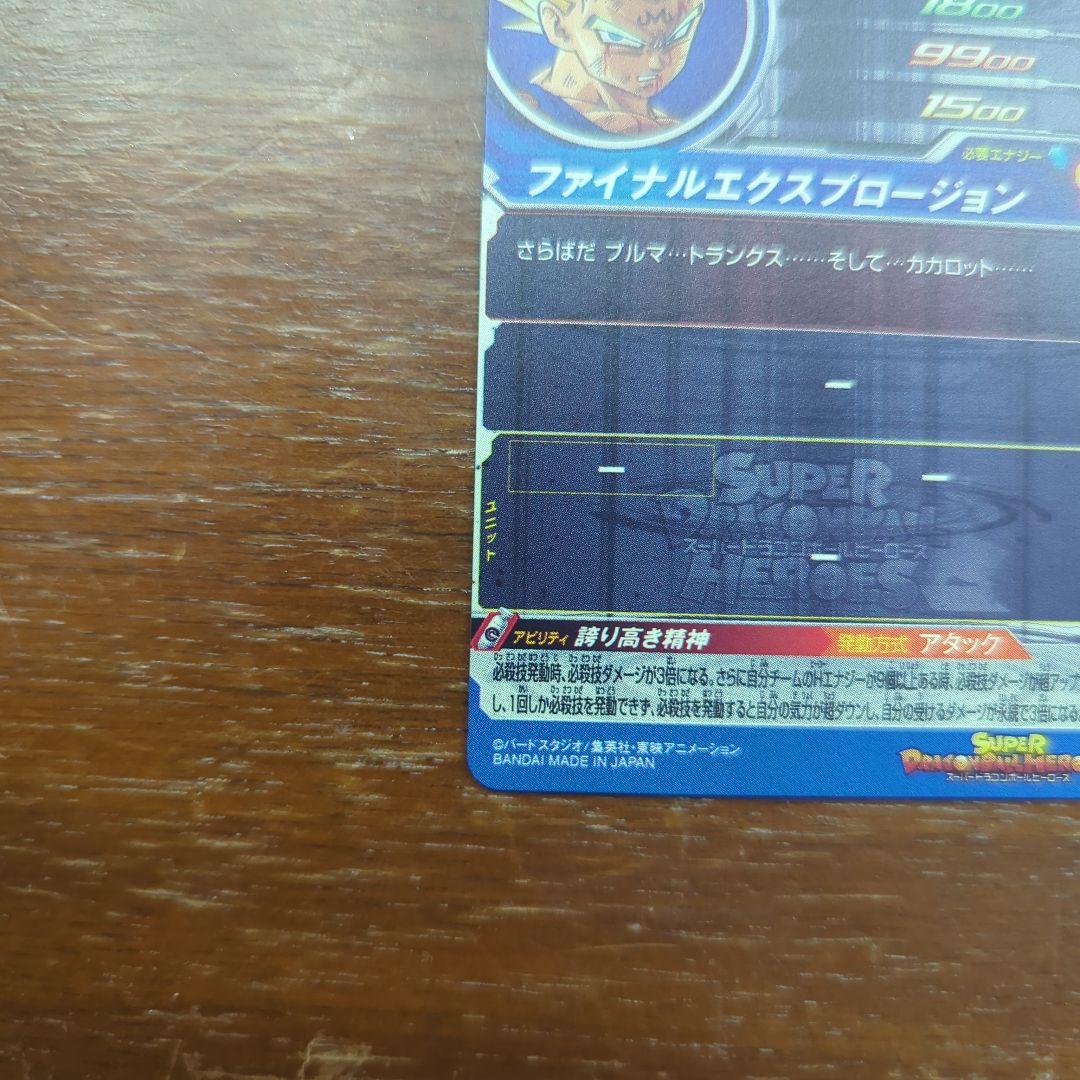 M
1800
9900
1500
必要エナジー
ファイナルエクスプロージョン
さらばだ ブルマ…トランクス……そして…カカロット……
ー
ー
ー
ユニット
ー
SUPER
DRAGONBALL
スーパードラゴンボールヒーローズ
HEROES
アビリティ 誇り高き精神 発動方式 アタック
必殺技発動時、必殺技ダメージが3倍になる。さらに自分チームのHエナジーが9個以上ある時、必殺技ダメージが超アップ
し、1回しか必殺技を発動できず、必殺技を発動すると自分の気力が超ダウンし、自分の受けるダメージが永続で3倍になる
©バードスタジオ/集英社・東映アニメーション
BANDAI MADE IN JAPAN
SUPER
DRAGONBALL HERO
スーパードラゴンボールヒーローズ